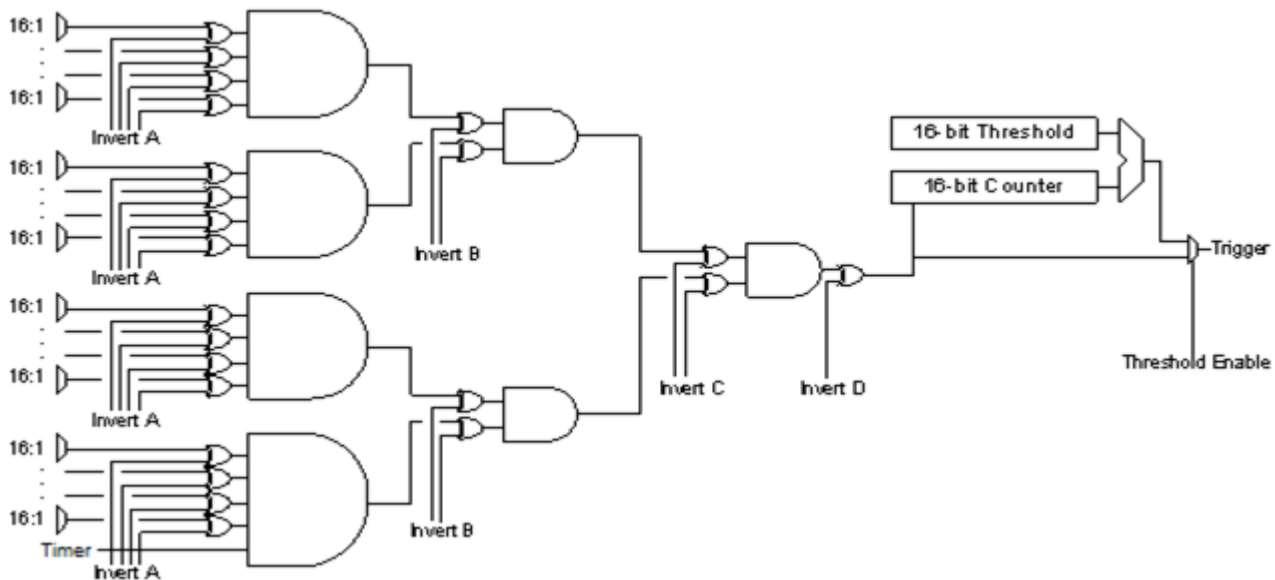 16:1
16:1
Invert A
16:1
16:1
Invert A
Invert B
16-bit Threshold
16-bit Counter
Trigger
Threshold Enable
16:1
16:1
Invert A
Invert C
Invert D
16:1
16:1
Timer
Invert A
Invert B